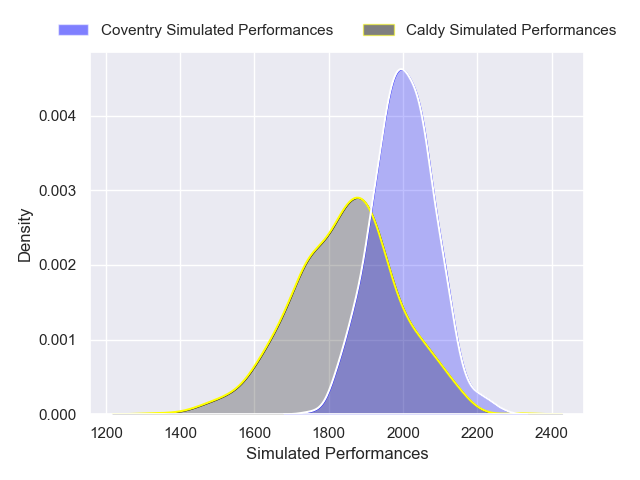 Coventry Simulated Performances
Caldy Simulated Performances
Density
0.004
0.003
0.002
0.001
0.000
1200 1400 1600 1800 2000 2200 2400
Simulated Performances